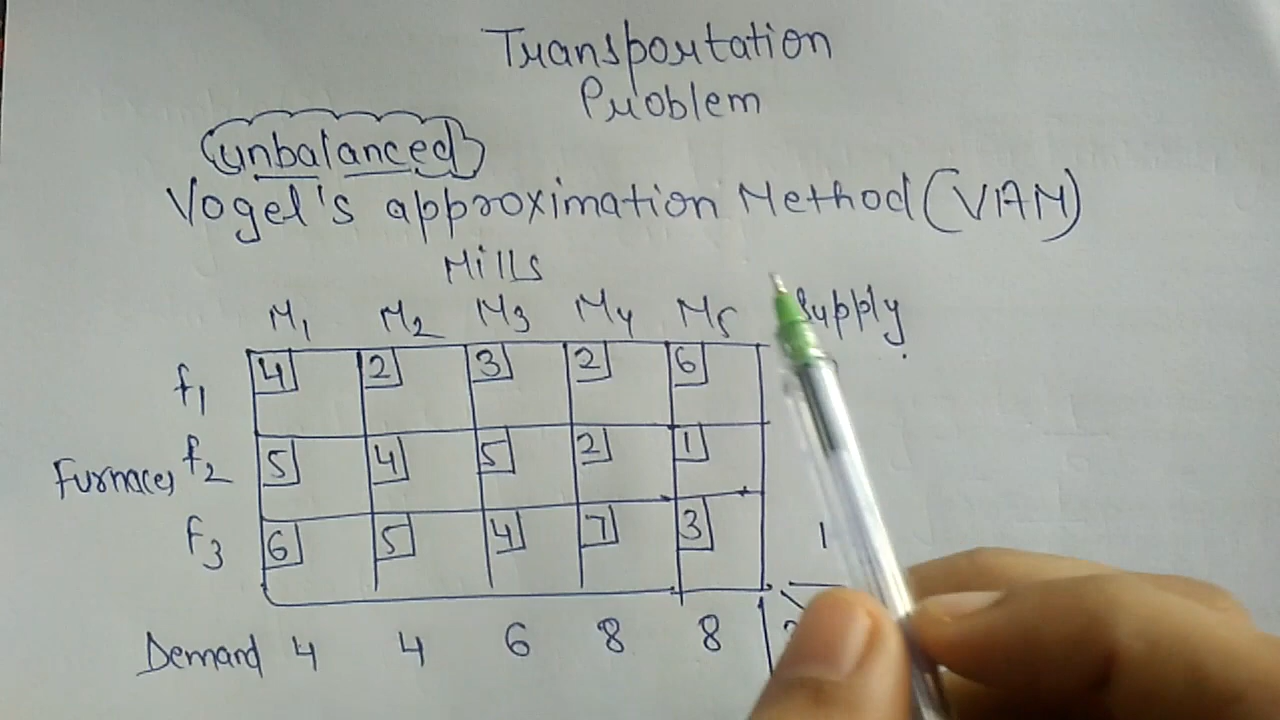 Transportation
Problem
unbalanced
Vogel's approximation Method (VAM)
Mills
M1 M2 M3 M4 M5 Supply
f1 4 2 3 2 6
Furnaces f2 5 4 5 2 1
f3 6 5 4 7 3 1
Demand 4 4 6 8 8